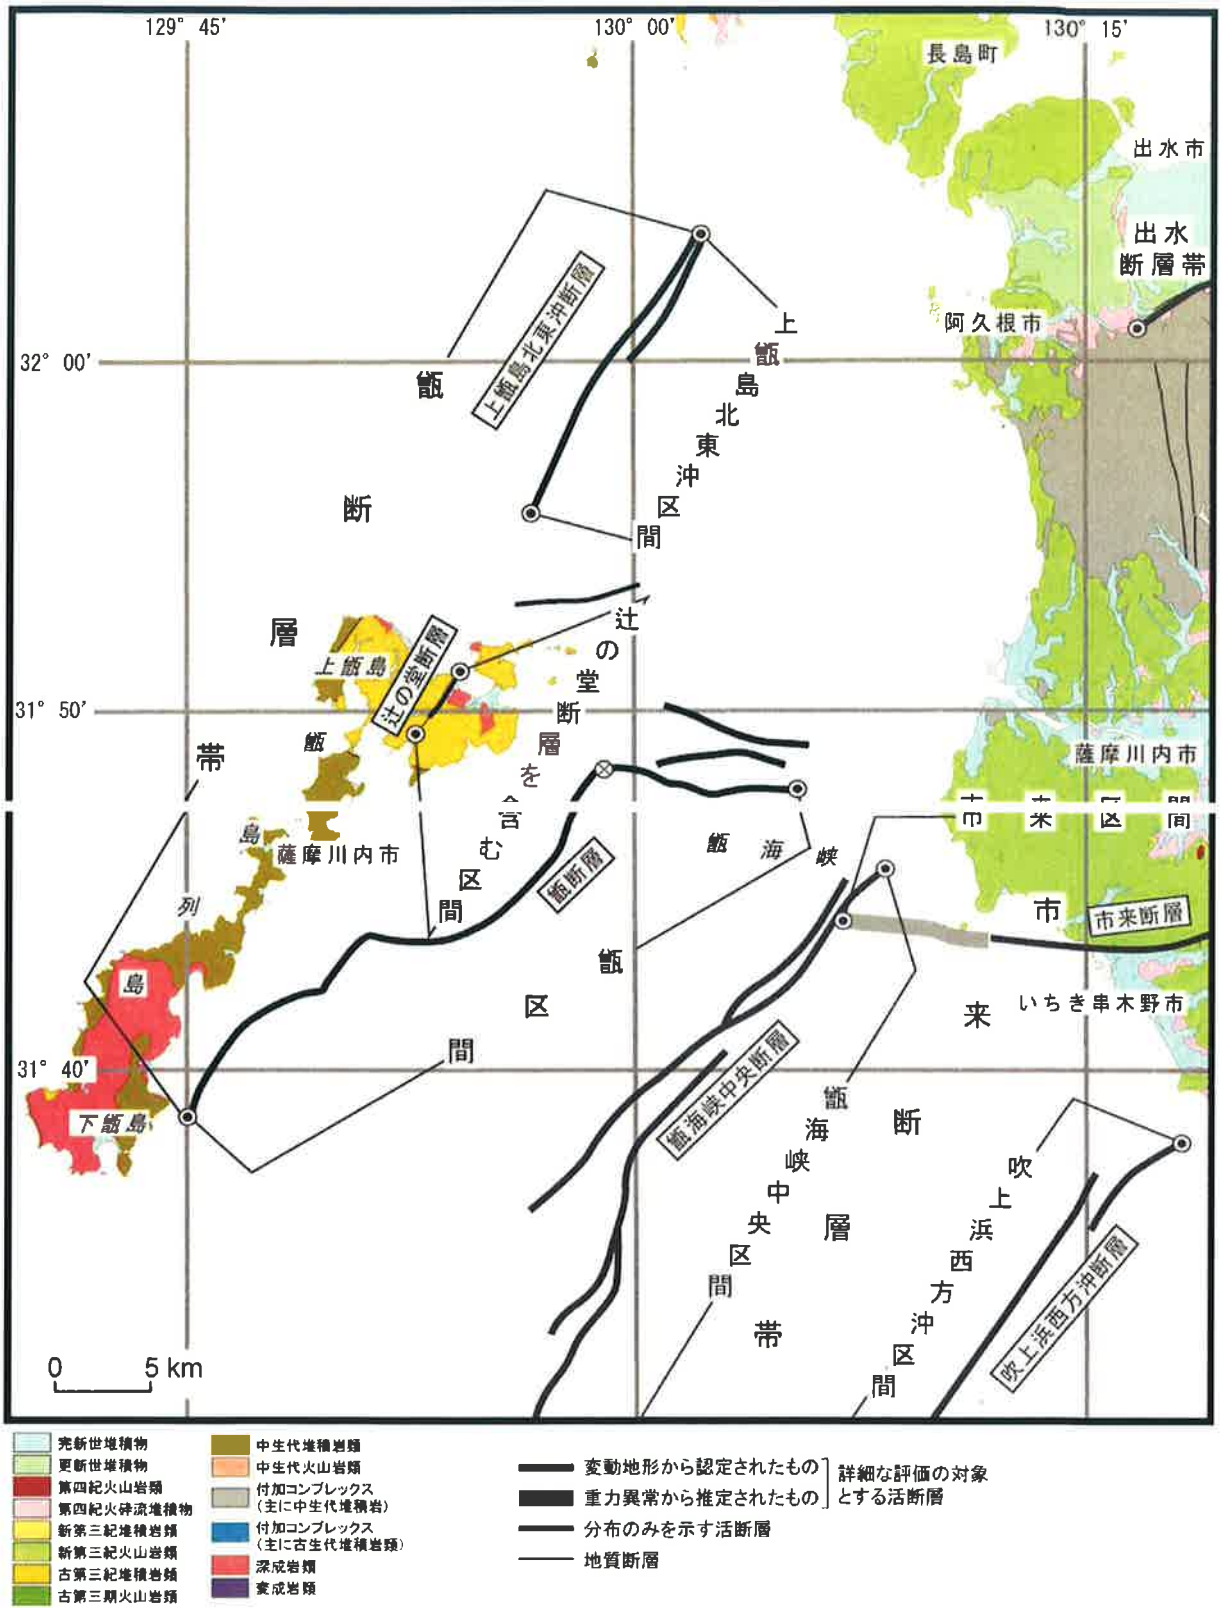 129° 45'
130° 00'
130° 15'
長島町
出水市
出水
断層帯
阿久根市
上甑島北東沖断層
上甑島北東沖区間
32° 00'
甑断層帯
上甑島
辻の堂断層
辻の堂断層を含む区間
31° 50'
甑島列島
薩摩川内市
薩摩川内市
市来区間
甑海峡
甑断層
甑区間
市来断層
市来断層帯
いちき串木野市
31° 40'
下甑島
甑海峡中央断層
甑海峡中央区間
吹上浜西方沖区間
吹上浜西方沖断層
0 5 km
完新世堆積物
更新世堆積物
第四紀火山岩類
第四紀火砕流堆積物
新第三紀堆積岩類
新第三紀火山岩類
古第三紀堆積岩類
古第三期火山岩類
中生代堆積岩類
中生代火山岩類
付加コンプレックス
(主に中生代堆積岩)
付加コンプレックス
(主に古生代堆積岩類)
深成岩類
変成岩類
変動地形から認定されたもの
重力異常から推定されたもの
詳細な評価の対象
とする活断層
分布のみを示す活断層
地質断層